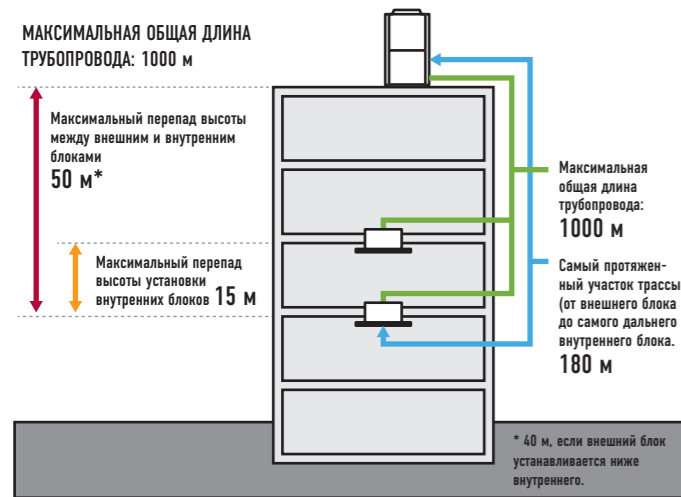 МАКСИМАЛЬНАЯ ОБЩАЯ ДЛИНА
ТРУБОПРОВОДА: 1000 м
Максимальный перепад высоты
между внешним и внутренним
блоками
50 м*
Максимальный перепад
высоты установки
внутренних блоков 15 м
Максимальная
общая длина
трубопровода:
1000 м
Самый протяжен-
ный участок трассы
(от внешнего блока
до самого дальнего
внутреннего блока.
180 м
* 40 м, если внешний блок
устанавливается ниже
внутреннего.